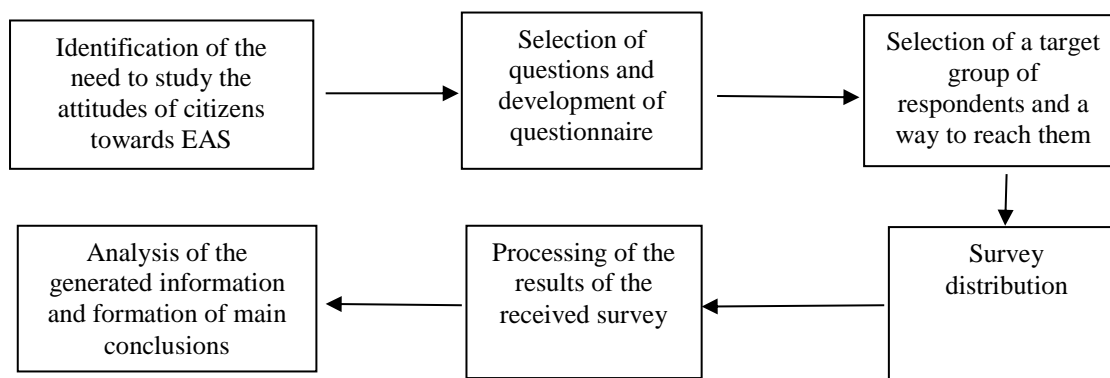 Identification of the
need to study the
attitudes of citizens
towards EAS
Selection of
questions and
development of
questionnaire
Selection of a target
group of
respondents and a
way to reach them
Survey
distribution
Processing of the
results of the
received survey
Analysis of the
generated information
and formation of main
conclusions